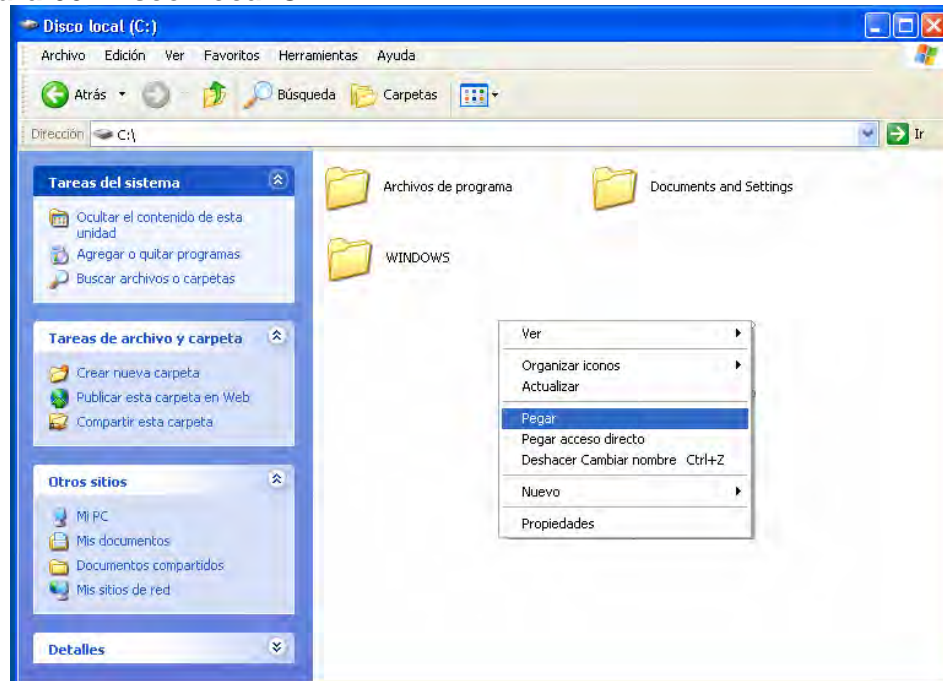 Disco local (C:)
Archivo Edición Ver Favoritos Herramientas Ayuda
Atrás Búsqueda Carpetas
Dirección C:\ Ir
Tareas del sistema
Ocultar el contenido de esta
unidad
Agregar o quitar programas
Buscar archivos o carpetas
Tareas de archivo y carpeta
Crear nueva carpeta
Publicar esta carpeta en Web
Compartir esta carpeta
Otros sitios
Mi PC
Mis documentos
Documentos compartidos
Mis sitios de red
Detalles
Archivos de programa
Documents and Settings
WINDOWS
Ver
Organizar iconos
Actualizar
Pegar
Pegar acceso directo
Deshacer Cambiar nombre Ctrl+Z
Nuevo
Propiedades